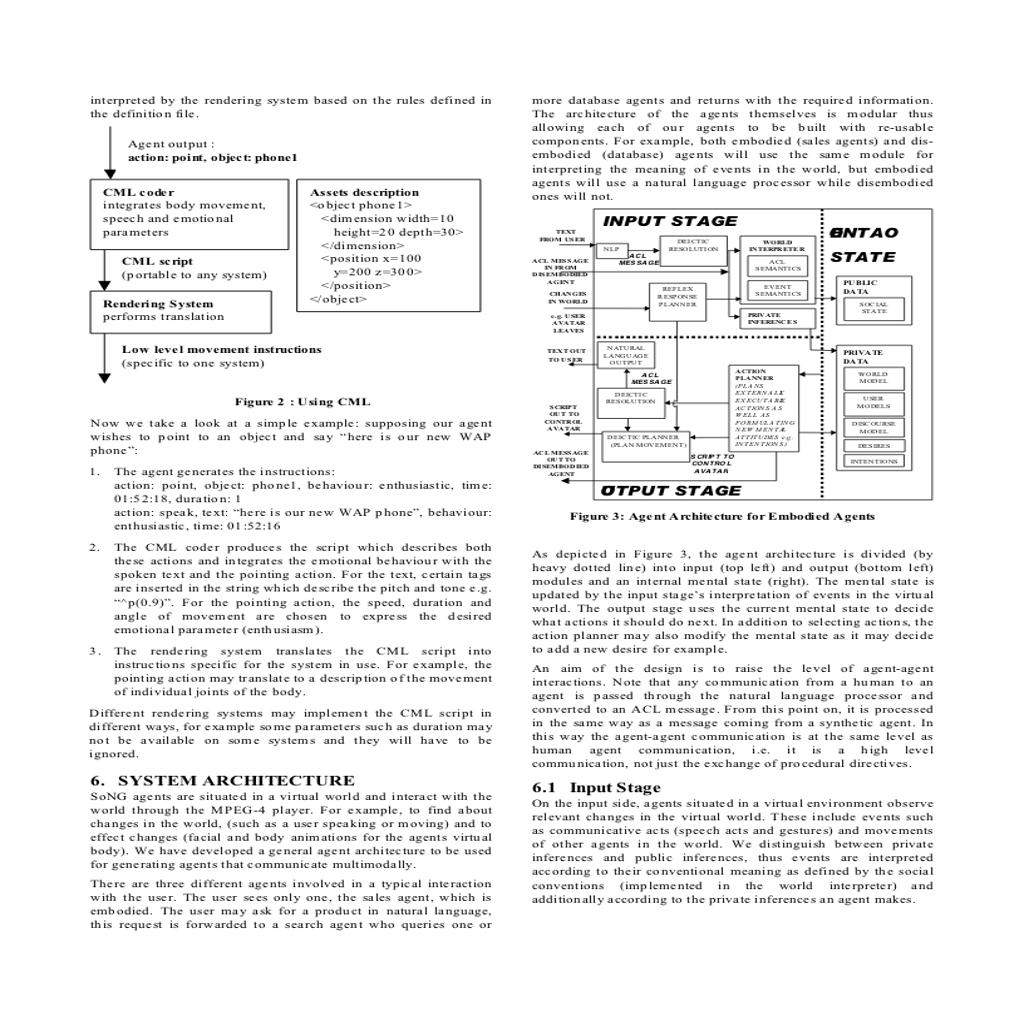 interpreted by the rendering system based on the rules defined in
the definition file.
Agent output :
action: point, object: phone1
CML coder
integrates body movement,
speech and emotional
parameters
Assets description
<object phone1>
<dimension width=10
height=20 depth=30>
</dimension>
<position x=100
y=200 z=300>
</position>
</object>
CML script
(portable to any system)
Rendering System
performs translation
Low level movement instructions
(specific to one system)
Figure 2 : Using CML
Now we take a look at a simple example: supposing our agent
wishes to point to an object and say “here is our new WAP
phone”:
1. The agent generates the instructions:
action: point, object: phone1, behaviour: enthusiastic, time:
01:52:18, duration: 1
action: speak, text: “here is our new WAP phone”, behaviour:
enthusiastic, time: 01:52:16
2. The CML coder produces the script which describes both
these actions and integrates the emotional behaviour with the
spoken text and the pointing action. For the text, certain tags
are inserted in the string which describe the pitch and tone e.g.
“^p(0.9)”. For the pointing action, the speed, duration and
angle of movement are chosen to express the desired
emotional parameter (enthusiasm).
3. The rendering system translates the CML script into
instructions specific for the system in use. For example, the
pointing action may translate to a description of the movement
of individual joints of the body.
Different rendering systems may implement the CML script in
different ways, for example some parameters such as duration may
not be available on some systems and they will have to be
ignored.
6. SYSTEM ARCHITECTURE
SoNG agents are situated in a virtual world and interact with the
world through the MPEG-4 player. For example, to find about
changes in the world, (such as a user speaking or moving) and to
effect changes (facial and body animations for the agents virtual
body). We have developed a general agent architecture to be used
for generating agents that communicate multimodally.
There are three different agents involved in a typical interaction
with the user. The user sees only one, the sales agent, which is
embodied. The user may ask for a product in natural language,
this request is forwarded to a search agent who queries one or
more database agents and returns with the required information.
The architecture of the agents themselves is modular thus
allowing each of our agents to be built with re-usable
components. For example, both embodied (sales agents) and dis-
embodied (database) agents will use the same module for
interpreting the meaning of events in the world, but embodied
agents will use a natural language processor while disembodied
ones will not.
INPUT STAGE
TEXT
FROM USER
NLP
ACL
MESSAGE
DEICTIC
RESOLUTION
WORLD
INTERPRETER
ACL
SEMANTICS
EVENT
SEMANTICS
ACL MESSAGE
IN FROM
DISEMBODIED
AGENT
CHANGES
IN WORLD
e.g. USER
AVATAR
LEAVES
REFLEX
RESPONSE
PLANNER
PRIVATE
INFERENCES
STATE
PUBLIC
DATA
SOCIAL
STATE
TEXT OUT
TO USER
NATURAL
LANGUAGE
OUTPUT
ACL
MESSAGE
DEICTIC
RESOLUTION
ACTION
PLANNER
(PLANS
EXTERNALL
EXECUTABLE
ACTIONS AS
WELL AS
FORMULATING
NEW MENTAL
ATTITUDES e.g.
INTENTIONS)
PRIVATE
DATA
WORLD
MODEL
USER
MODELS
DISCOURSE
MODEL
DESIRES
INTENTIONS
SCRIPT
OUT TO
CONTROL
AVATAR
DEICTIC PLANNER
(PLAN MOVEMENT)
ACL MESSAGE
OUT TO
DISEMBODIED
AGENT
SCRIPT TO
CONTROL
AVATAR
OUTPUT STAGE
Figure 3: Agent Architecture for Embodied Agents
As depicted in Figure 3, the agent architecture is divided (by
heavy dotted line) into input (top left) and output (bottom left)
modules and an internal mental state (right). The mental state is
updated by the input stage’s interpretation of events in the virtual
world. The output stage uses the current mental state to decide
what actions it should do next. In addition to selecting actions, the
action planner may also modify the mental state as it may decide
to add a new desire for example.
An aim of the design is to raise the level of agent-agent
interactions. Note that any communication from a human to an
agent is passed through the natural language processor and
converted to an ACL message. From this point on, it is processed
in the same way as a message coming from a synthetic agent. In
this way the agent-agent communication is at the same level as
human agent communication, i.e. it is a high level
communication, not just the exchange of procedural directives.
6.1 Input Stage
On the input side, agents situated in a virtual environment observe
relevant changes in the virtual world. These include events such
as communicative acts (speech acts and gestures) and movements
of other agents in the world. We distinguish between private
inferences and public inferences, thus events are interpreted
according to their conventional meaning as defined by the social
conventions (implemented in the world interpreter) and
additionally according to the private inferences an agent makes.